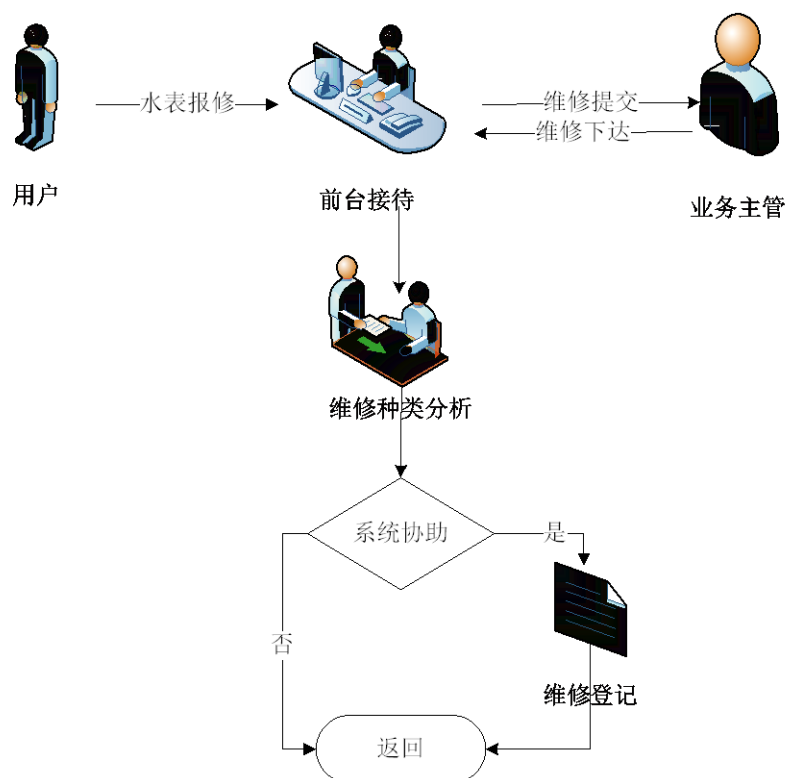 水表报修
维修提交
维修下达
用户
前台接待
业务主管
维修种类分析
系统协助
是
否
维修登记
返回